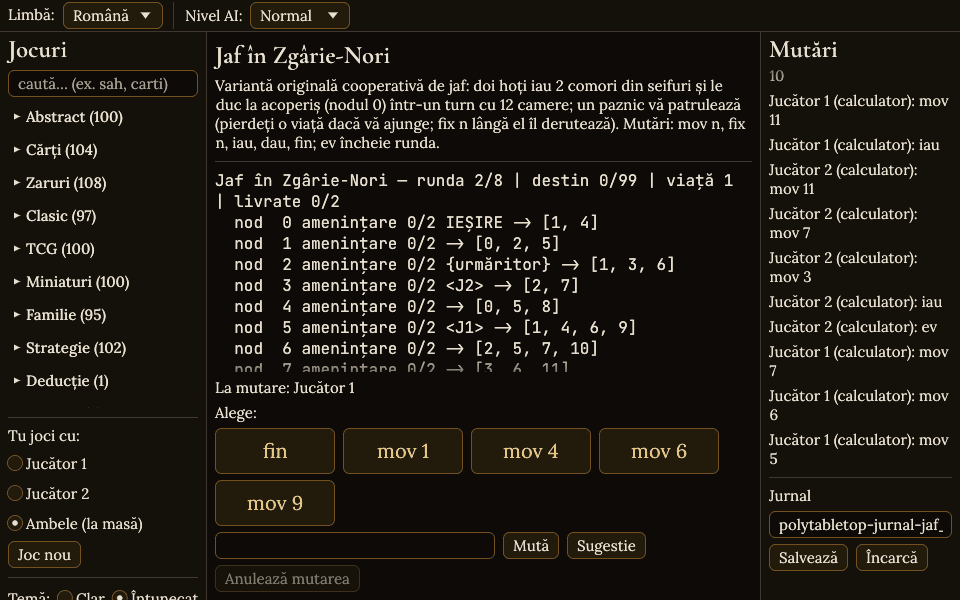 Limbă: Română ▼ Nivel AI: Normal ▼
Jocuri
caută... (ex. sah, carti)
▸ Abstract (100)
▸ Cărți (104)
▸ Zaruri (108)
▸ Clasic (97)
▸ TCG (100)
▸ Miniaturi (100)
▸ Familie (95)
▸ Strategie (102)
▸ Deducție (1)
Tu joci cu:
Jucător 1
Jucător 2
Ambele (la masă)
Joc nou
Temă: Clar Întunecat
Jaf în Zgârie-Nori
Variantă originală cooperativă de jaf: doi hoți iau 2 comori din seifuri și le
duc la acoperiș (nodul 0) într-un turn cu 12 camere; un paznic vă patrulează
(pierdeți o viață dacă vă ajunge; fix n lângă el îl derutează). Mutări: mov n, fix
n, iau, dau, fin; ev încheie runda.
Jaf în Zgârie-Nori — runda 2/8 | destin 0/99 | viață 1
| livrate 0/2
nod 0 amenințare 0/2 IEȘIRE —> [1, 4]
nod 1 amenințare 0/2 —> [0, 2, 5]
nod 2 amenințare 0/2 {urmăritor} —> [1, 3, 6]
nod 3 amenințare 0/2 <J2> —> [2, 7]
nod 4 amenințare 0/2 —> [0, 5, 8]
nod 5 amenințare 0/2 <J1> —> [1, 4, 6, 9]
nod 6 amenințare 0/2 —> [2, 5, 7, 10]
nod 7 amenințare 0/2 —> [3, 6, 11]
La mutare: Jucător 1
Alege:
fin mov 1 mov 4 mov 6
mov 9
Mută Sugestie
Anulează mutarea
Mutări
10
Jucător 1 (calculator): mov
11
Jucător 1 (calculator): iau
Jucător 2 (calculator):
mov 11
Jucător 2 (calculator):
mov 7
Jucător 2 (calculator):
mov 3
Jucător 2 (calculator): iau
Jucător 2 (calculator): ev
Jucător 1 (calculator): mov
7
Jucător 1 (calculator): mov
6
Jucător 1 (calculator): mov
5
Jurnal
polytabletop-jurnal-jaf_
Salvează Încarcă